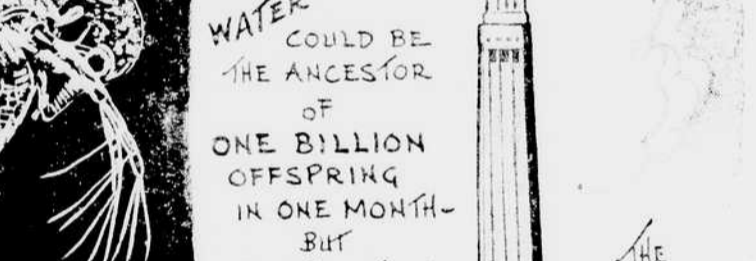 WATER
COULD BE
THE ANCESTOR
OF
ONE BILLION
OFFSPRING
IN ONE MONTH-
BUT
THE